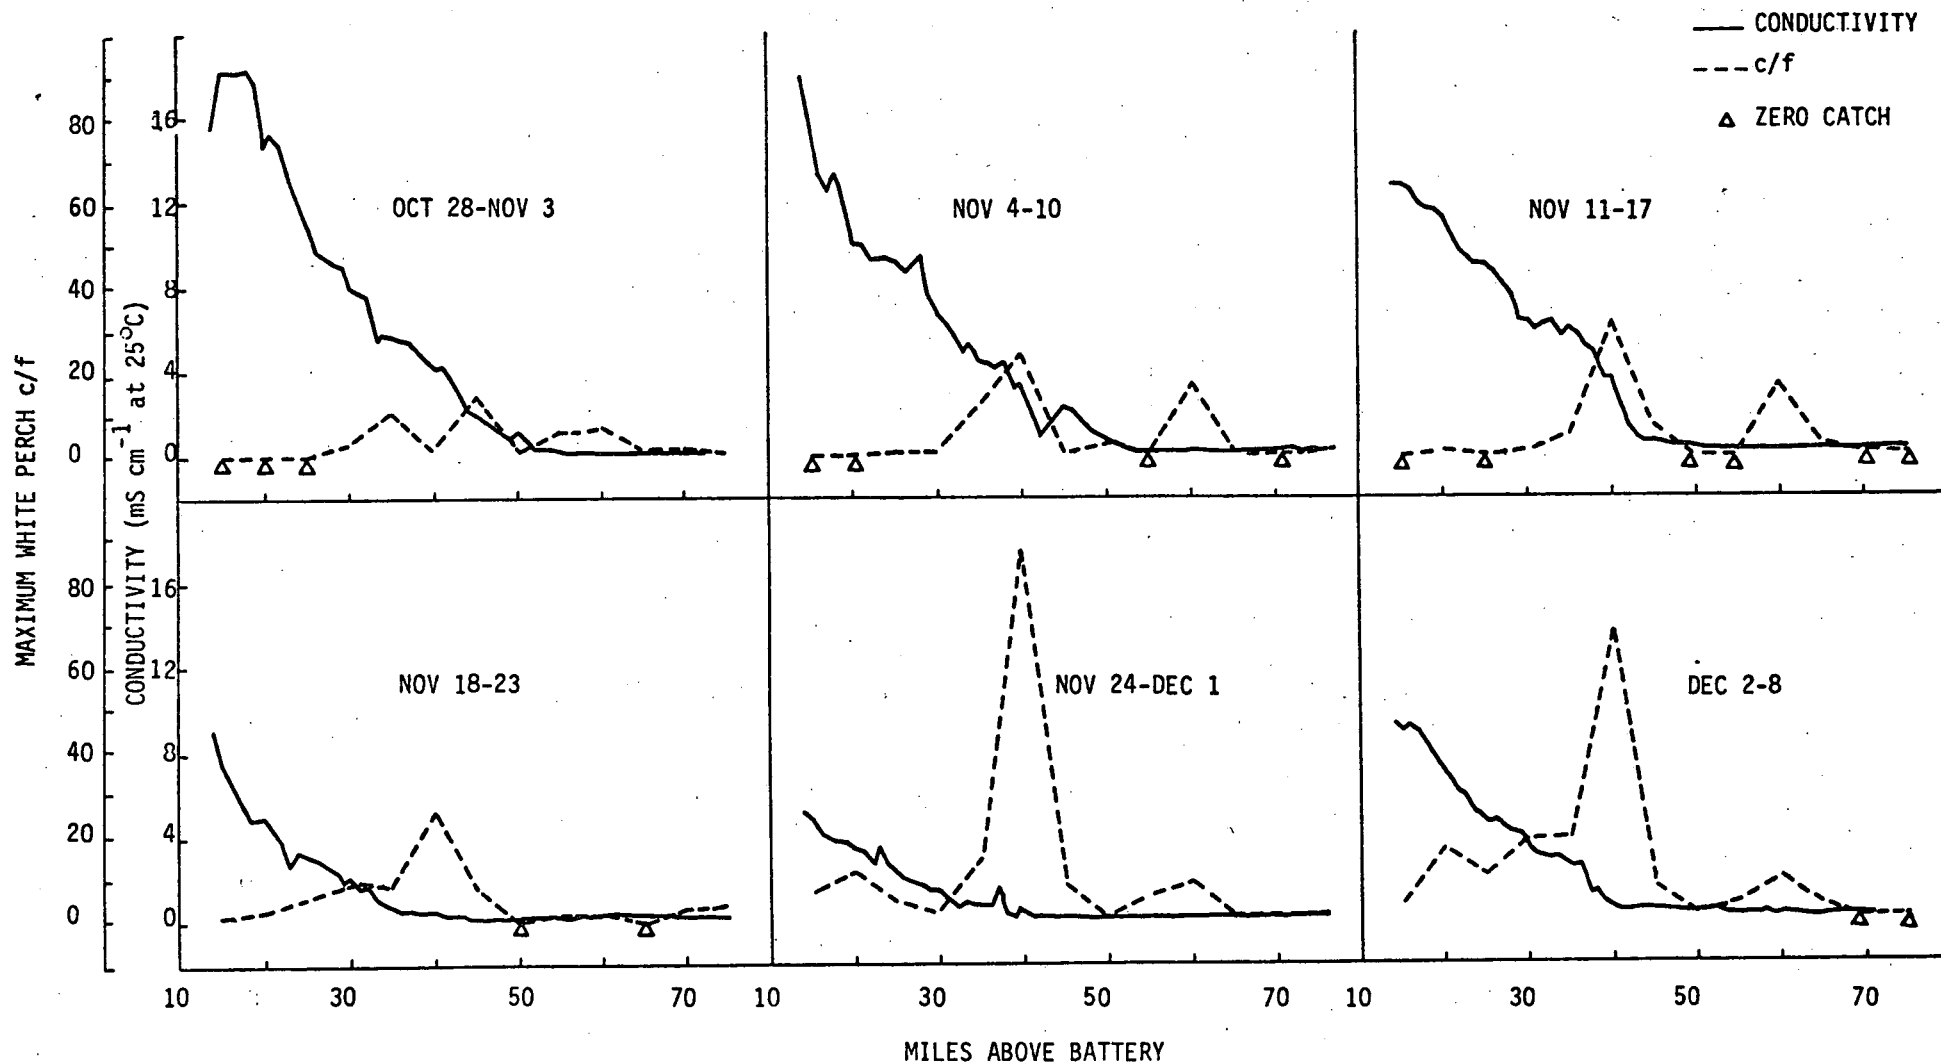 CONDUCTIVITY
c/f
ZERO CATCH
MAXIMUM WHITE PERCH c/f
CONDUCTIVITY (mS cm⁻¹ at 25°C)
80
60
40
20
0
16
12
8
4
0
OCT 28-NOV 3
NOV 4-10
NOV 11-17
80
60
40
20
0
16
12
8
4
0
NOV 18-23
NOV 24-DEC 1
DEC 2-8
10 30 50 70 10 30 50 70 10 30 50 70
MILES ABOVE BATTERY